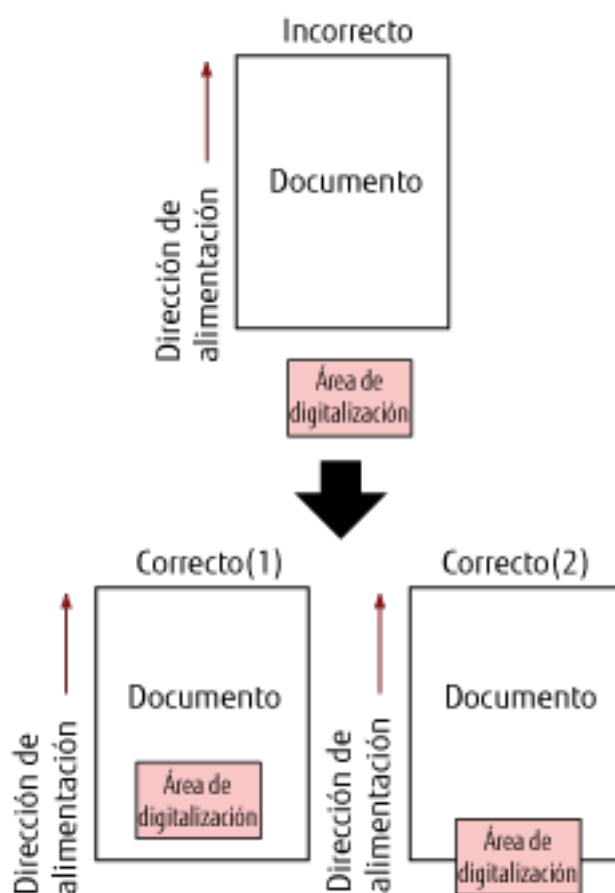 Incorrecto
Documento
Dirección de
alimentación
Área de
digitalización
Correcto(1)
Correcto(2)
Documento
Dirección de
alimentación
Área de
digitalización
Documento
Dirección de
alimentación
Área de
digitalización